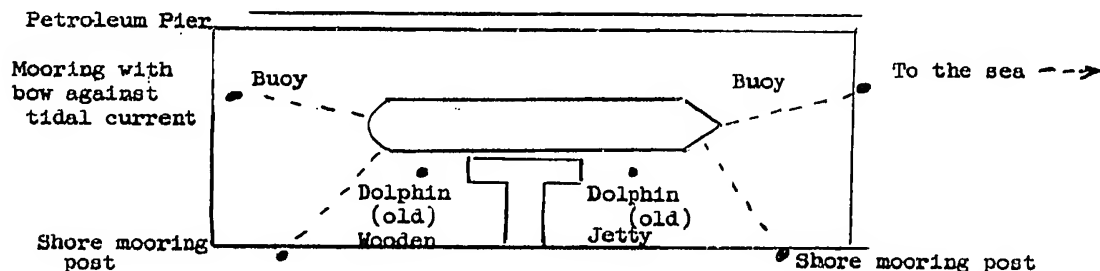 Petroleum Pier
Mooring with
bow against
tidal current
Buoy
Buoy
To the sea
Dolphin
(old)
Wooden
Dolphin
(old)
Jetty
Shore mooring
post
Shore mooring post